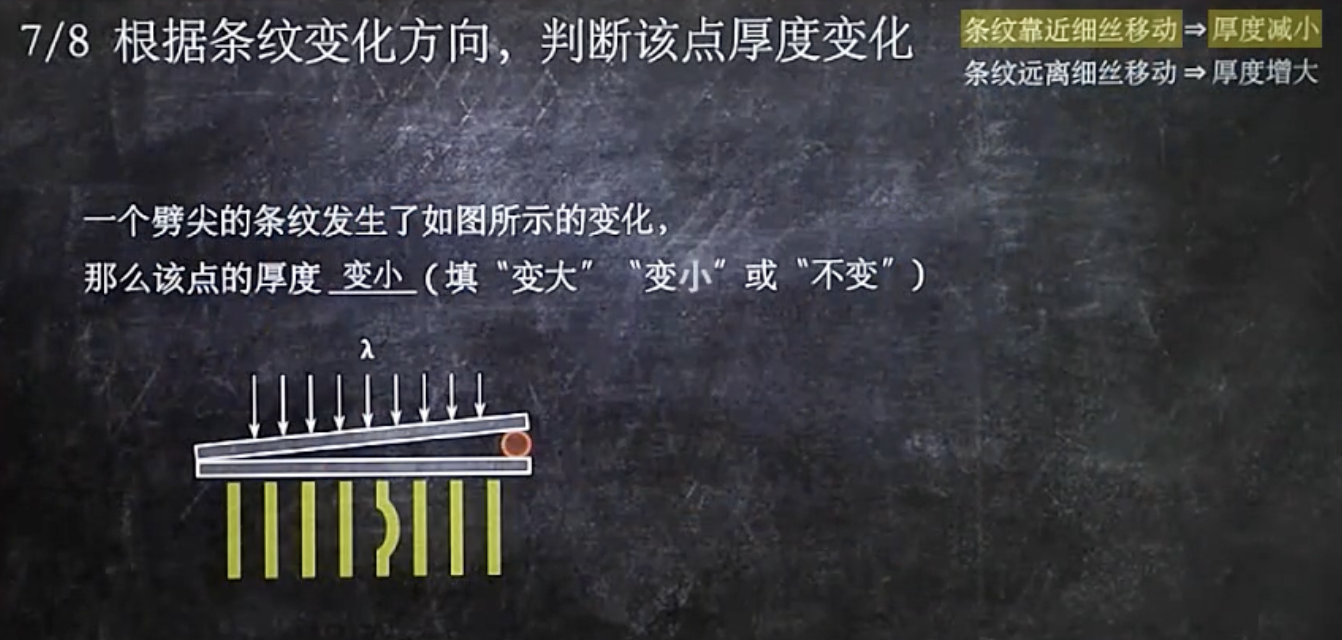 7/8 根据条纹变化方向，判断该点厚度变化
条纹靠近细丝移动⇒厚度减小
条纹远离细丝移动⇒厚度增大
一个劈尖的条纹发生了如图所示的变化，
那么该点的厚度 变小 (填“变大”“变小”或“不变”)
λ